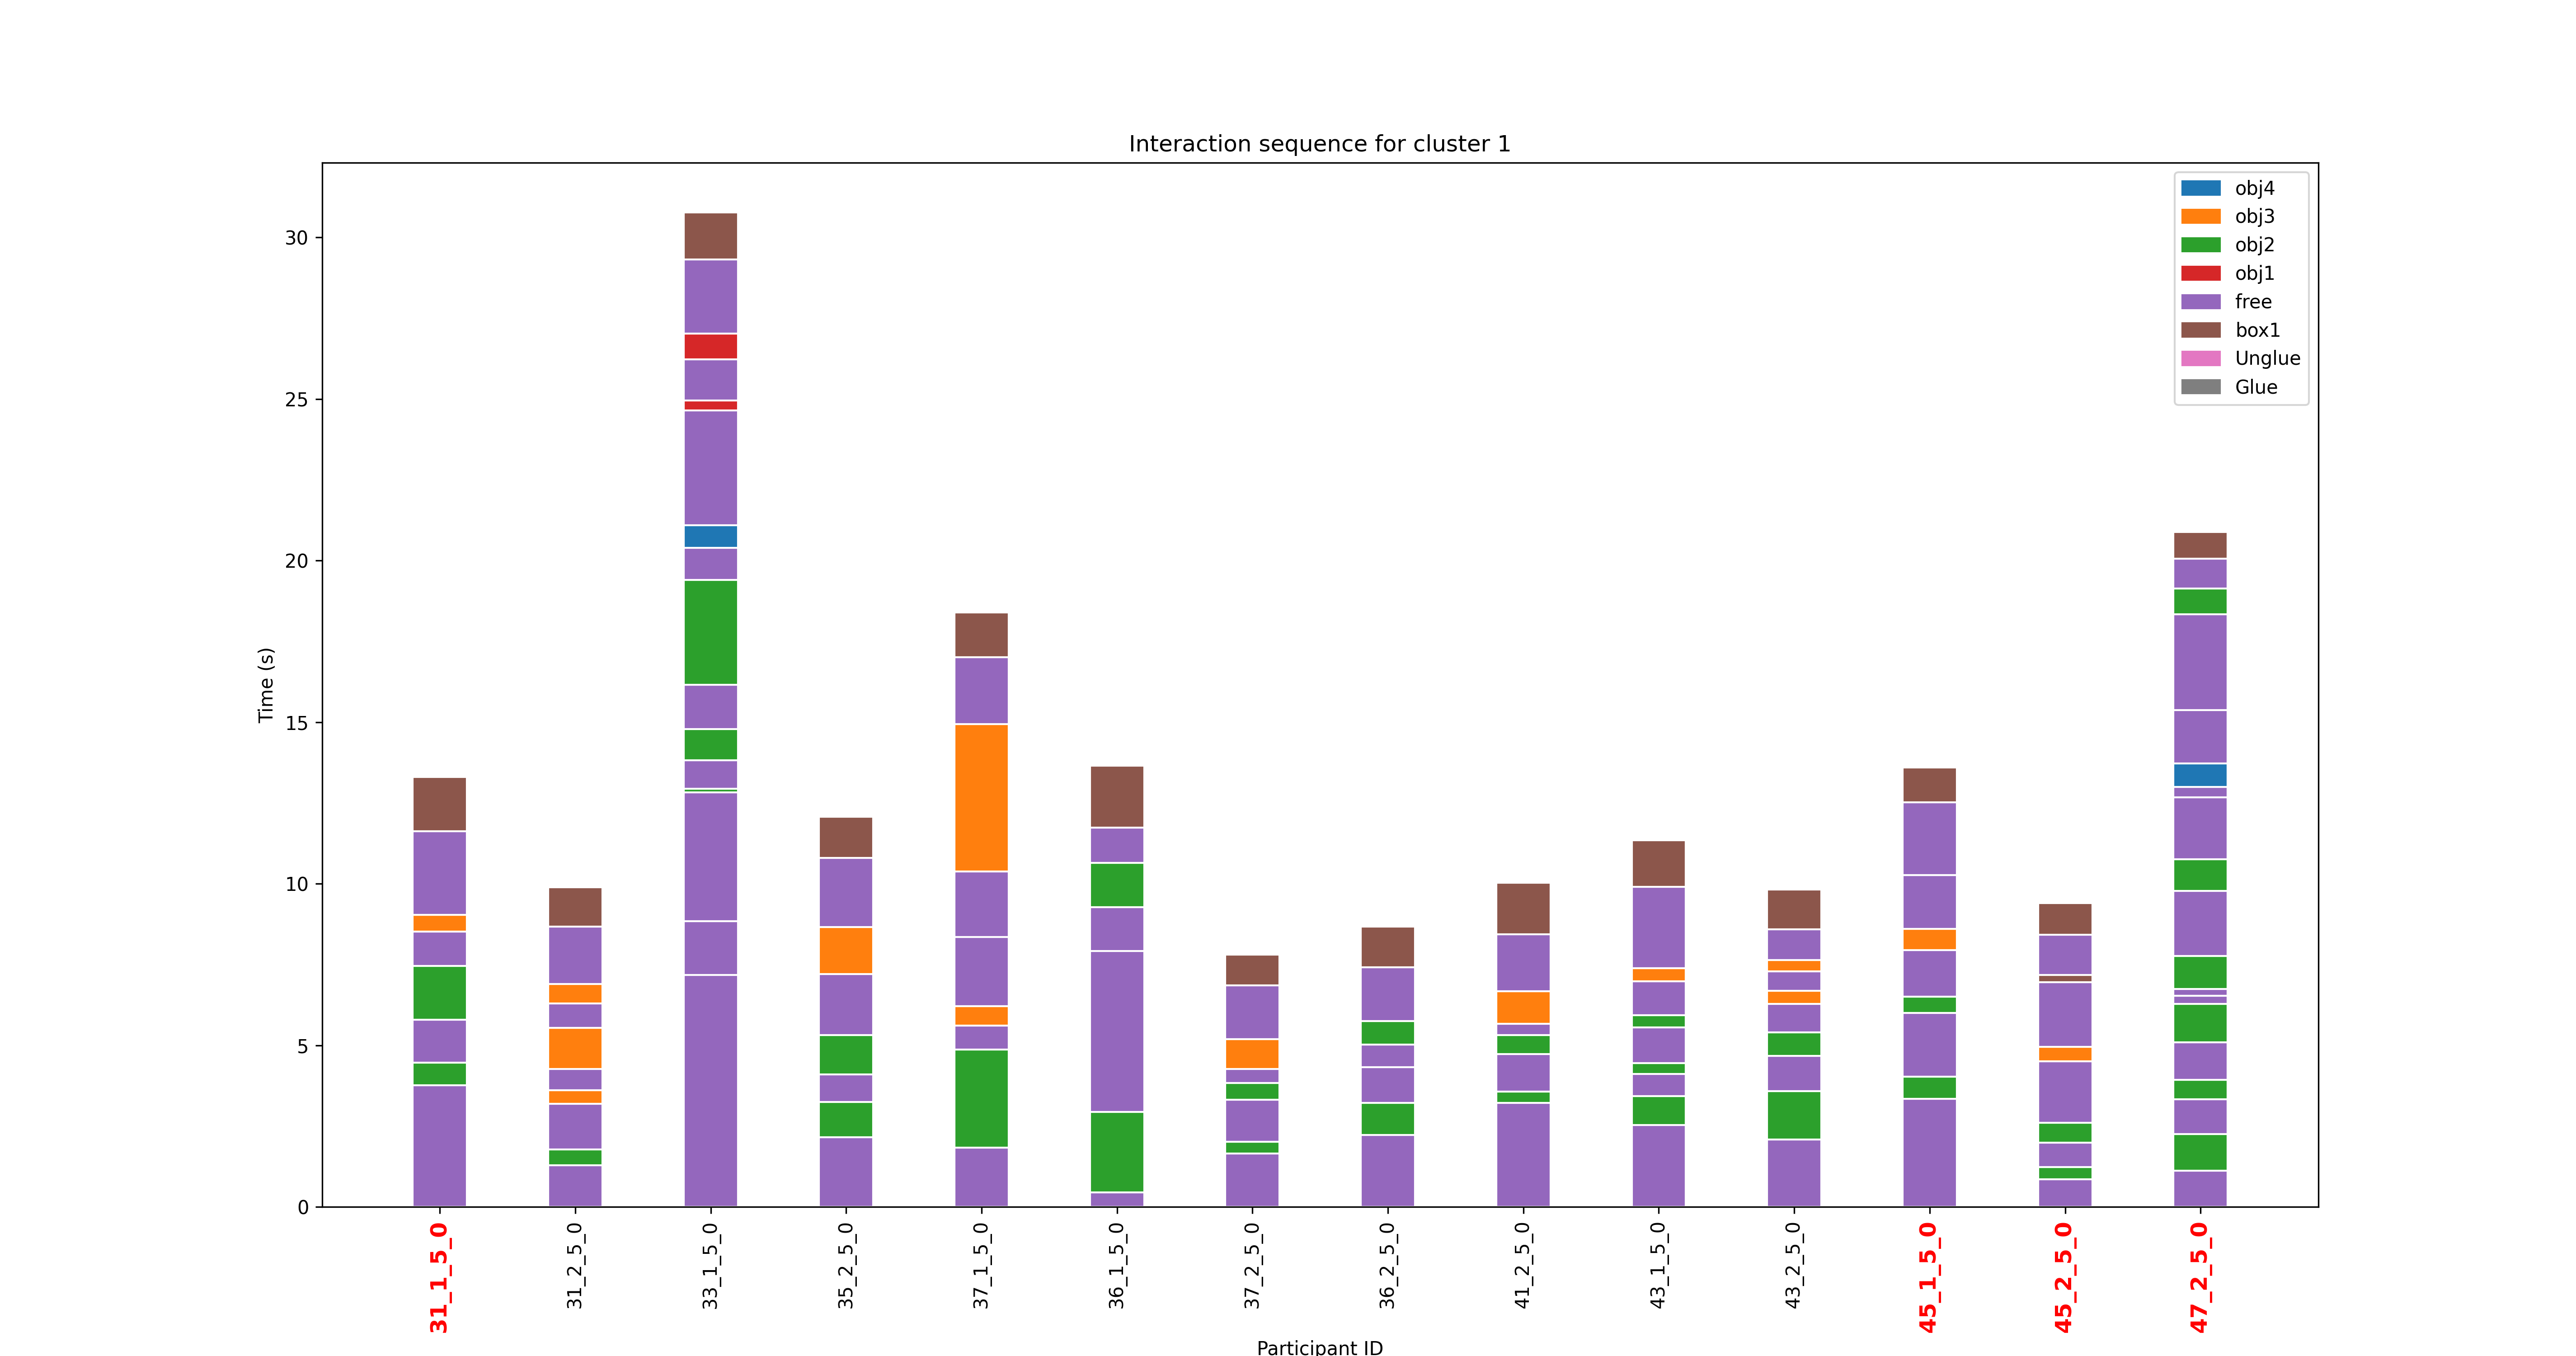 Interaction sequence for cluster 1
obj4
obj3
obj2
obj1
free
box1
Unglue
Glue
30
25
20
15
10
5
0
Time (s)
31_1_5_0
31_2_5_0
33_1_5_0
35_2_5_0
37_1_5_0
36_1_5_0
37_2_5_0
36_2_5_0
41_2_5_0
43_1_5_0
43_2_5_0
45_1_5_0
45_2_5_0
47_2_5_0
Participant ID